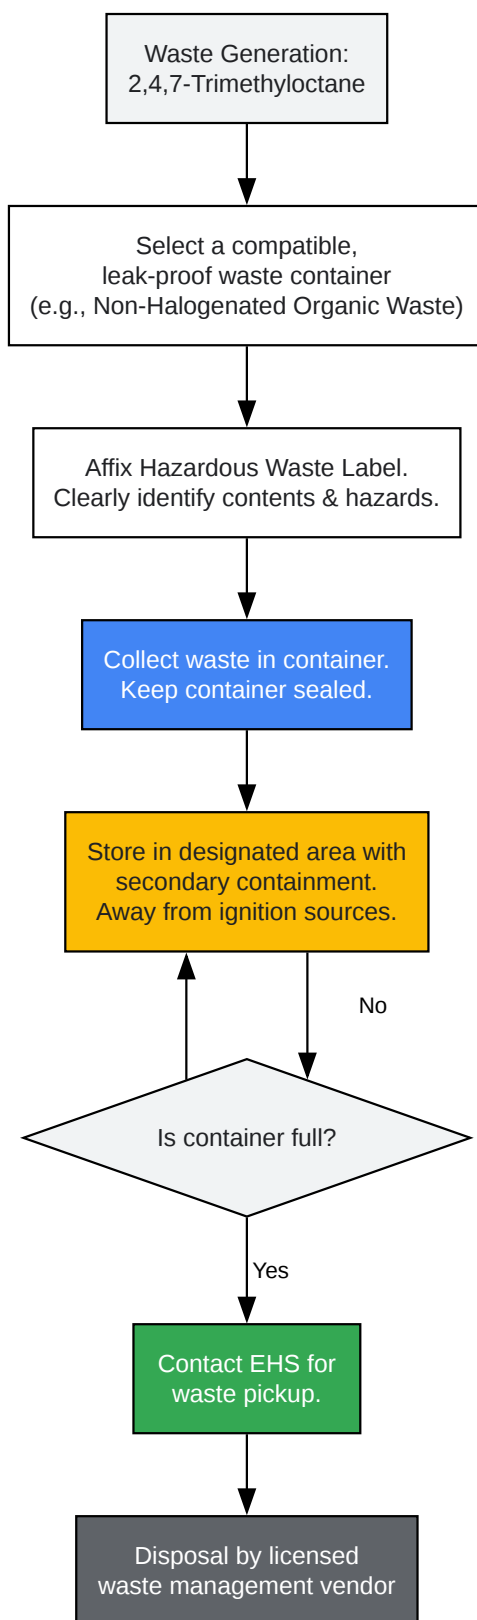 Waste Generation:
2,4,7-Trimethyloctane
Select a compatible,
leak-proof waste container
(e.g., Non-Halogenated Organic Waste)
Affix Hazardous Waste Label.
Clearly identify contents & hazards.
Collect waste in container.
Keep container sealed.
Store in designated area with
secondary containment.
Away from ignition sources.
No
Is container full?
Yes
Contact EHS for
waste pickup.
Disposal by licensed
waste management vendor